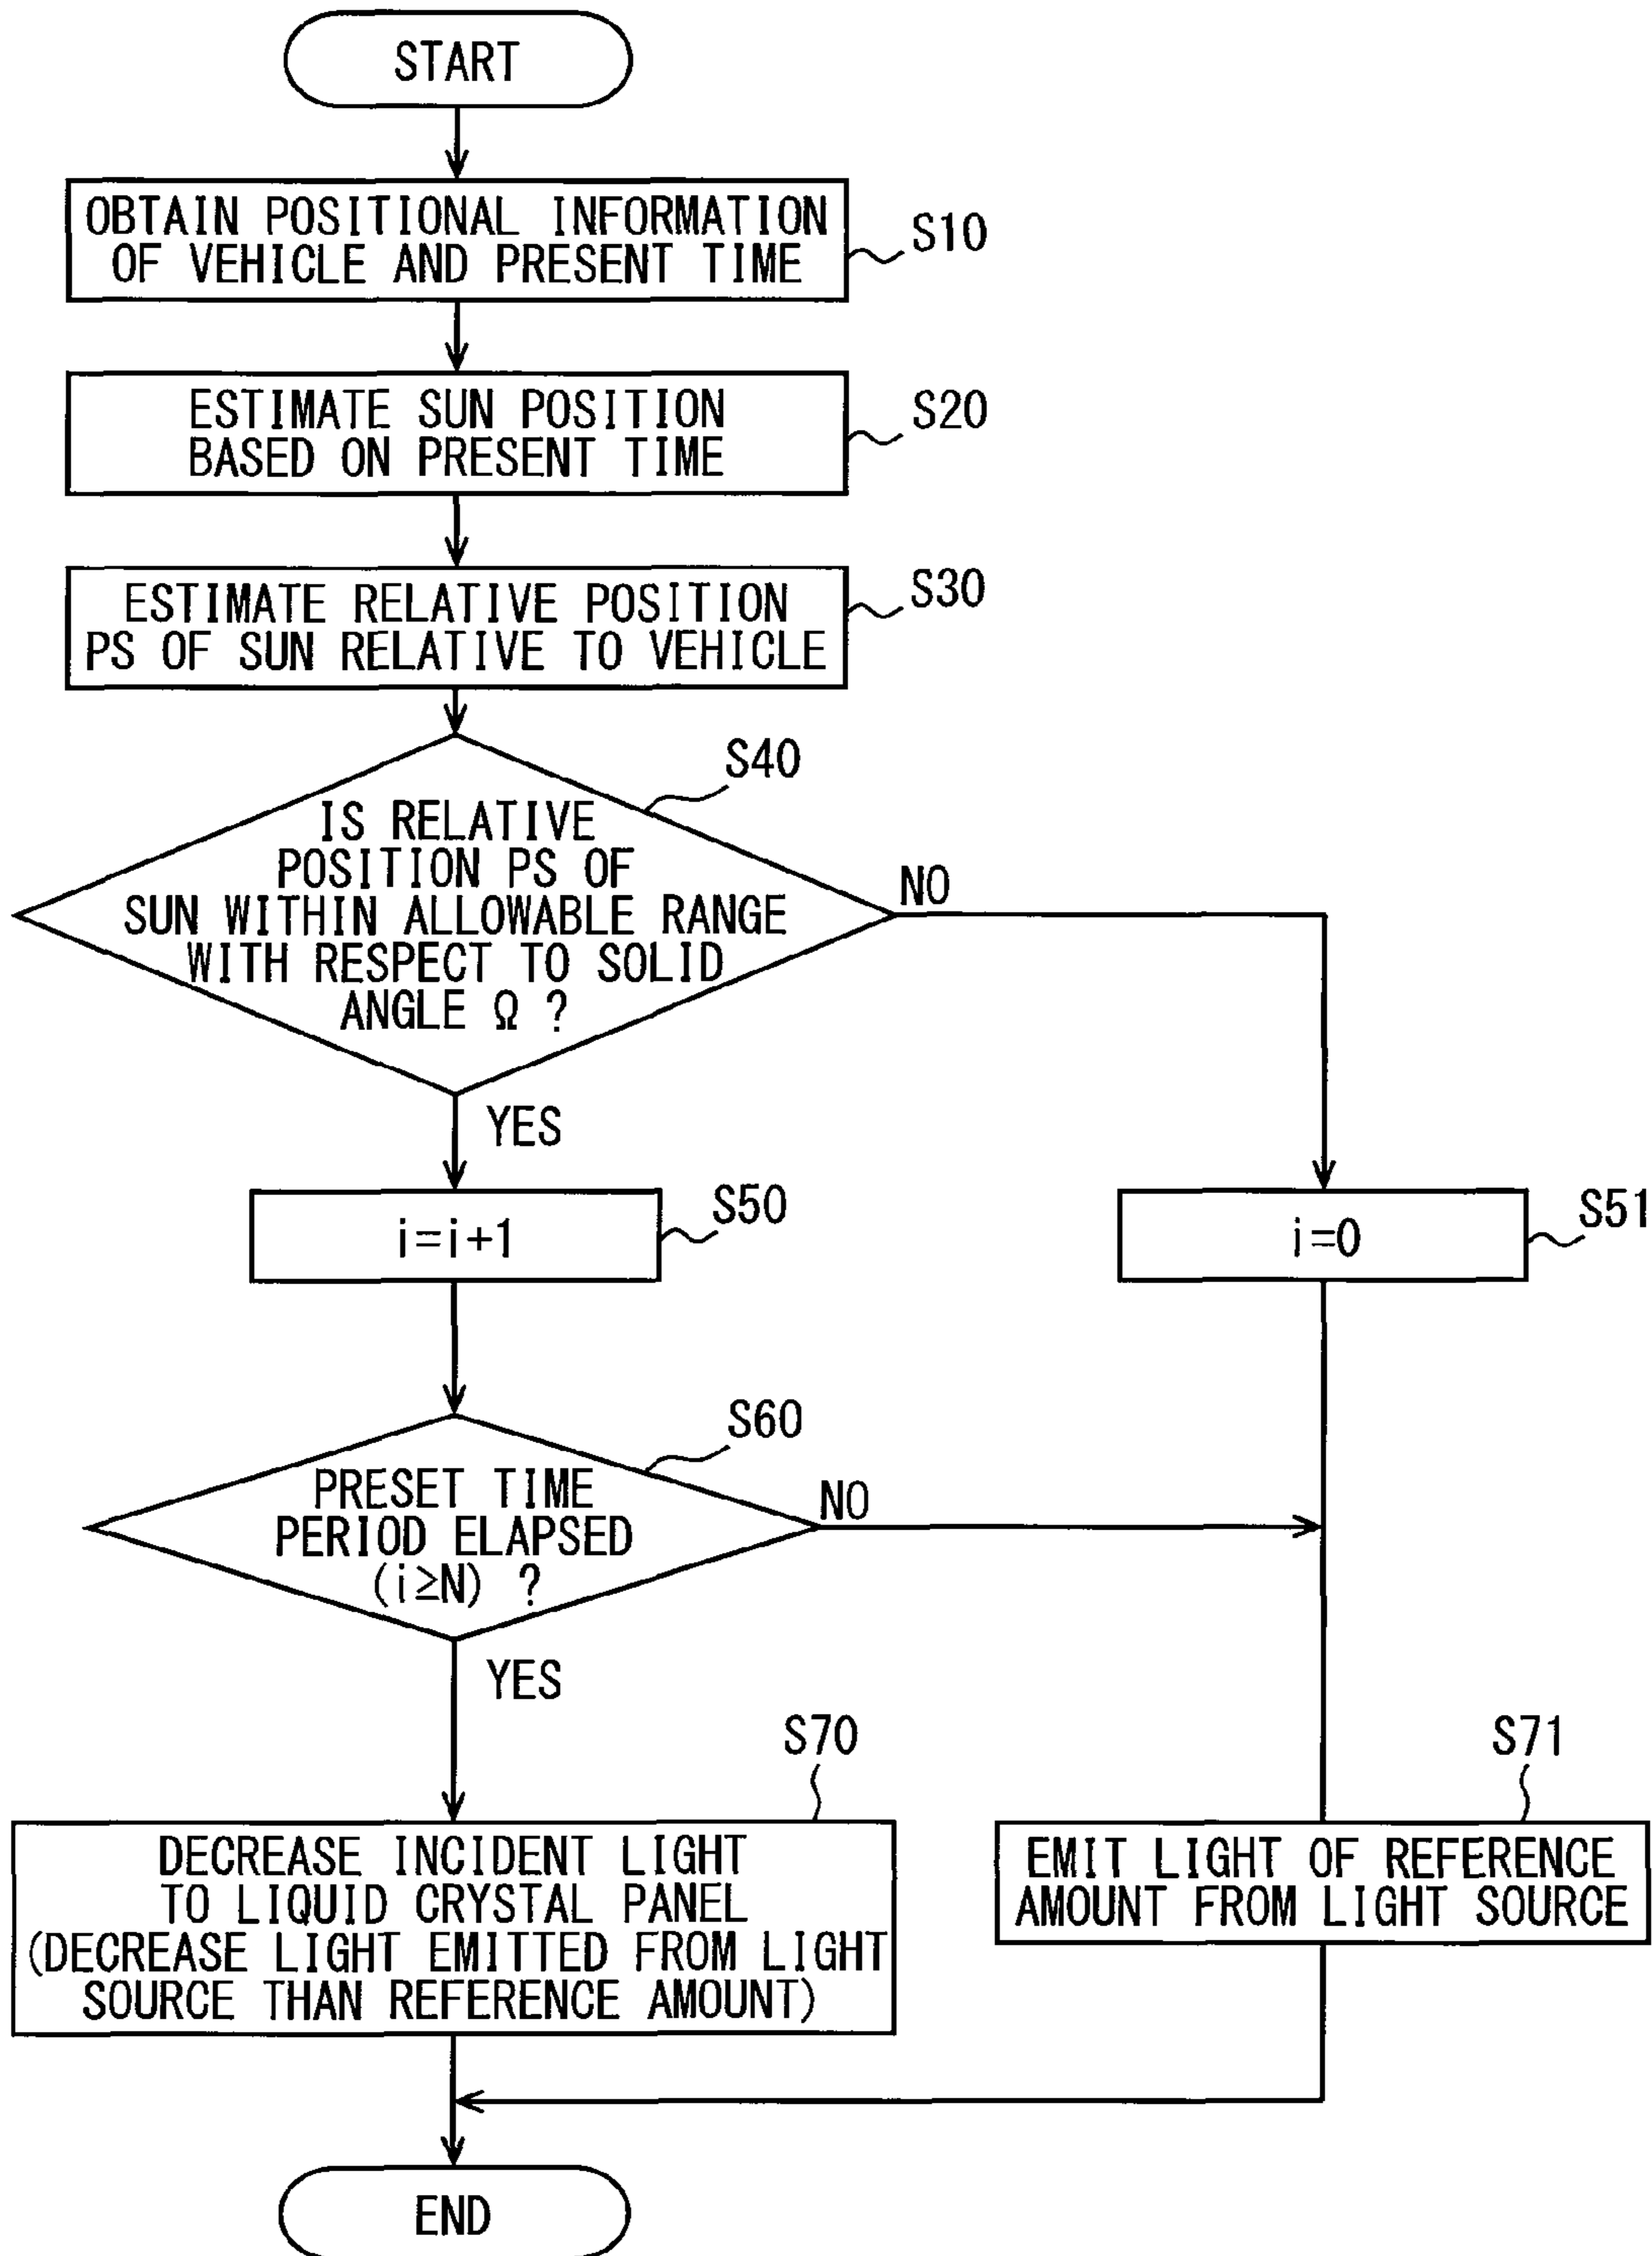 START
OBTAIN POSITIONAL INFORMATION
OF VEHICLE AND PRESENT TIME
S10
ESTIMATE SUN POSITION
BASED ON PRESENT TIME
S20
ESTIMATE RELATIVE POSITION
PS OF SUN RELATIVE TO VEHICLE
S30
S40
IS RELATIVE
POSITION PS OF
SUN WITHIN ALLOWABLE RANGE
WITH RESPECT TO SOLID
ANGLE Ω ?
NO
YES
i=i+1
S50
i=0
S51
S60
PRESET TIME
PERIOD ELAPSED
(i≥N) ?
NO
YES
S70
DECREASE INCIDENT LIGHT
TO LIQUID CRYSTAL PANEL
(DECREASE LIGHT EMITTED FROM LIGHT
SOURCE THAN REFERENCE AMOUNT)
S71
EMIT LIGHT OF REFERENCE
AMOUNT FROM LIGHT SOURCE
END